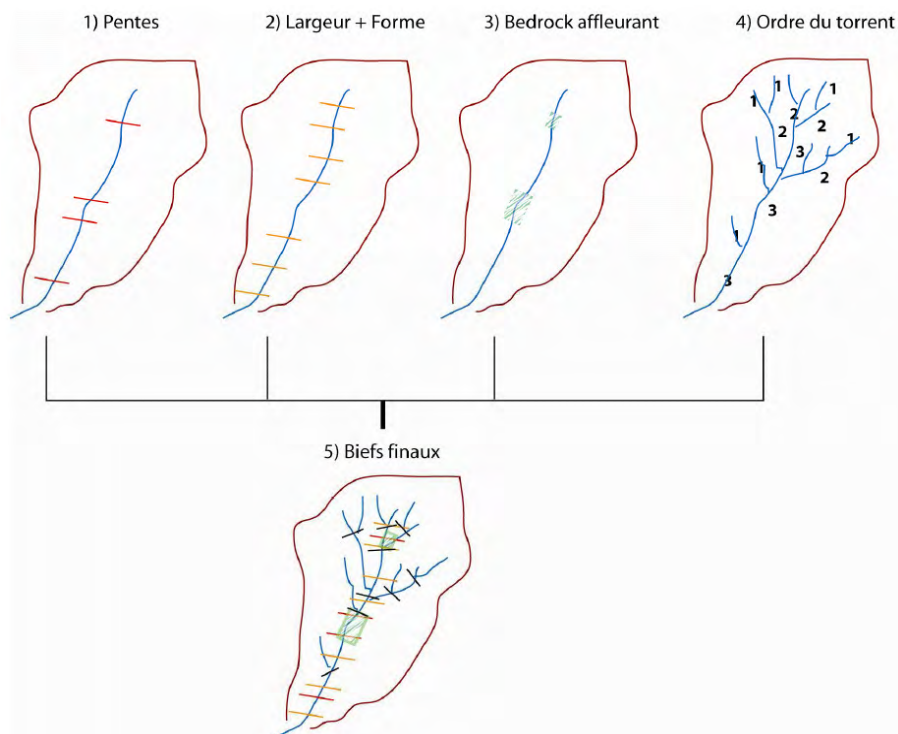 1) Pentes
2) Largeur + Forme
3) Bedrock affleurant
4) Ordre du torrent
1
1
1
2
2
2
3
1
1
2
3
1
3
5) Biefs finaux